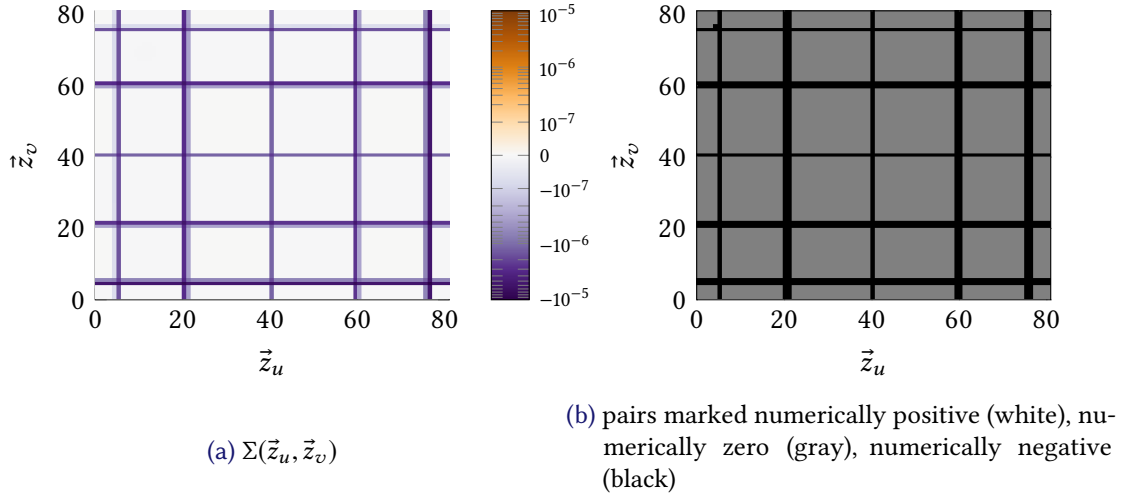 80
60
40
20
0
0 20 40 60 80
z⃗_v
z⃗_u
10⁻⁵
10⁻⁶
10⁻⁷
0
−10⁻⁷
−10⁻⁶
−10⁻⁵
80
60
40
20
0
0 20 40 60 80
z⃗_v
z⃗_u
(a) Σ(z⃗_u, z⃗_v)
(b) pairs marked numerically positive (white), nu-
merically zero (gray), numerically negative
(black)